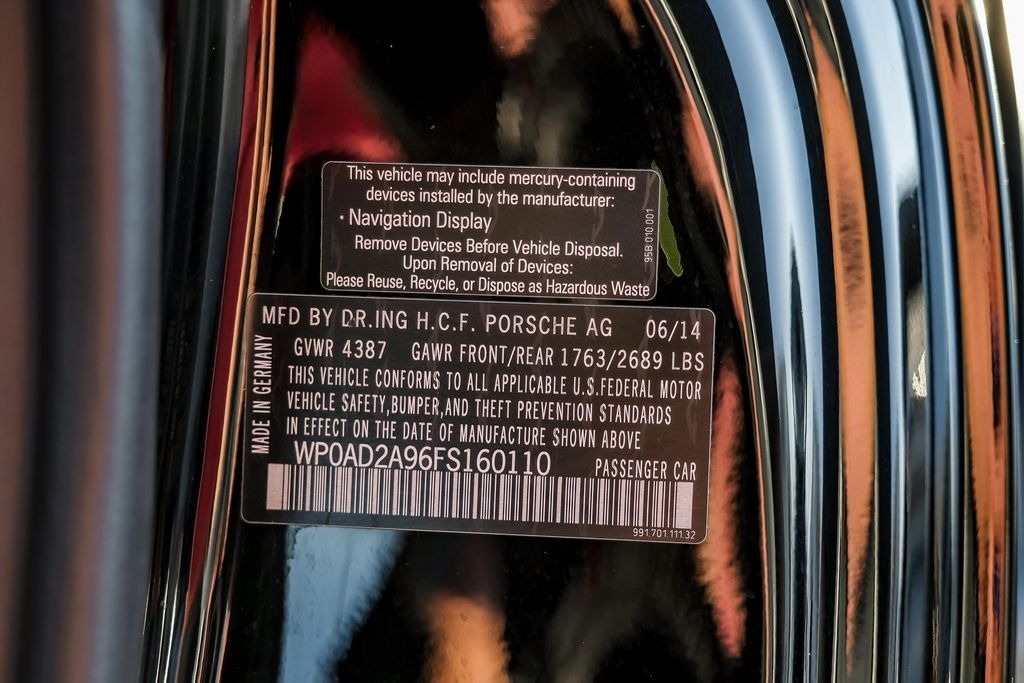 This vehicle may include mercury-containing
devices installed by the manufacturer:
· Navigation Display
Remove Devices Before Vehicle Disposal.
Upon Removal of Devices:
Please Reuse, Recycle, or Dispose as Hazardous Waste
95B 010 001
MFD BY DR.ING H.C.F. PORSCHE AG 06/14
GVWR 4387 GAWR FRONT/REAR 1763/2689 LBS
THIS VEHICLE CONFORMS TO ALL APPLICABLE U.S.FEDERAL MOTOR
VEHICLE SAFETY,BUMPER,AND THEFT PREVENTION STANDARDS
IN EFFECT ON THE DATE OF MANUFACTURE SHOWN ABOVE
WP0AD2A96FS160110 PASSENGER CAR
991.701.111.32
MADE IN GERMANY